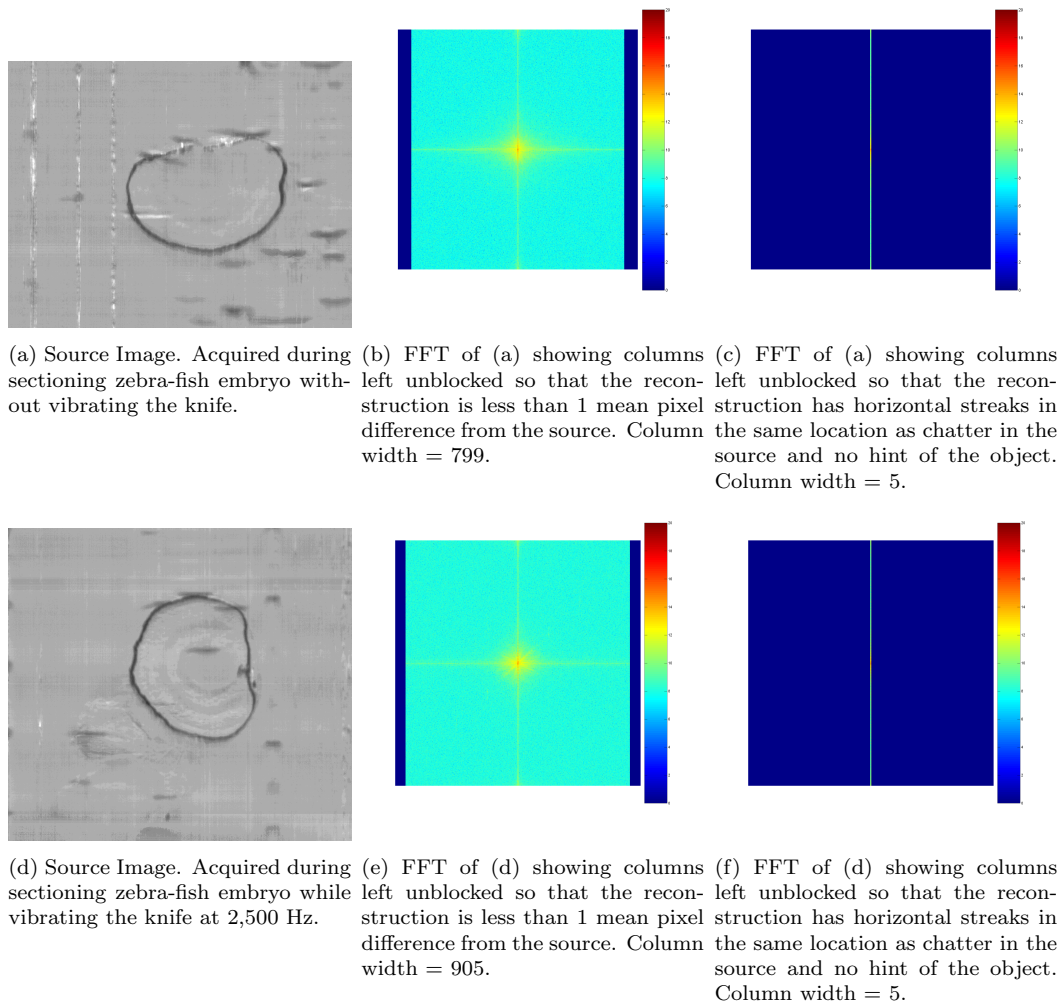 (a) Source Image. Acquired during
sectioning zebra-fish embryo with-
out vibrating the knife.
(b) FFT of (a) showing columns
left unblocked so that the recon-
struction is less than 1 mean pixel
difference from the source. Column
width = 799.
(c) FFT of (a) showing columns
left unblocked so that the recon-
struction has horizontal streaks in
the same location as chatter in the
source and no hint of the object.
Column width = 5.
(d) Source Image. Acquired during
sectioning zebra-fish embryo while
vibrating the knife at 2,500 Hz.
(e) FFT of (d) showing columns
left unblocked so that the recon-
struction is less than 1 mean pixel
difference from the source. Column
width = 905.
(f) FFT of (d) showing columns
left unblocked so that the recon-
struction has horizontal streaks in
the same location as chatter in the
source and no hint of the object.
Column width = 5.